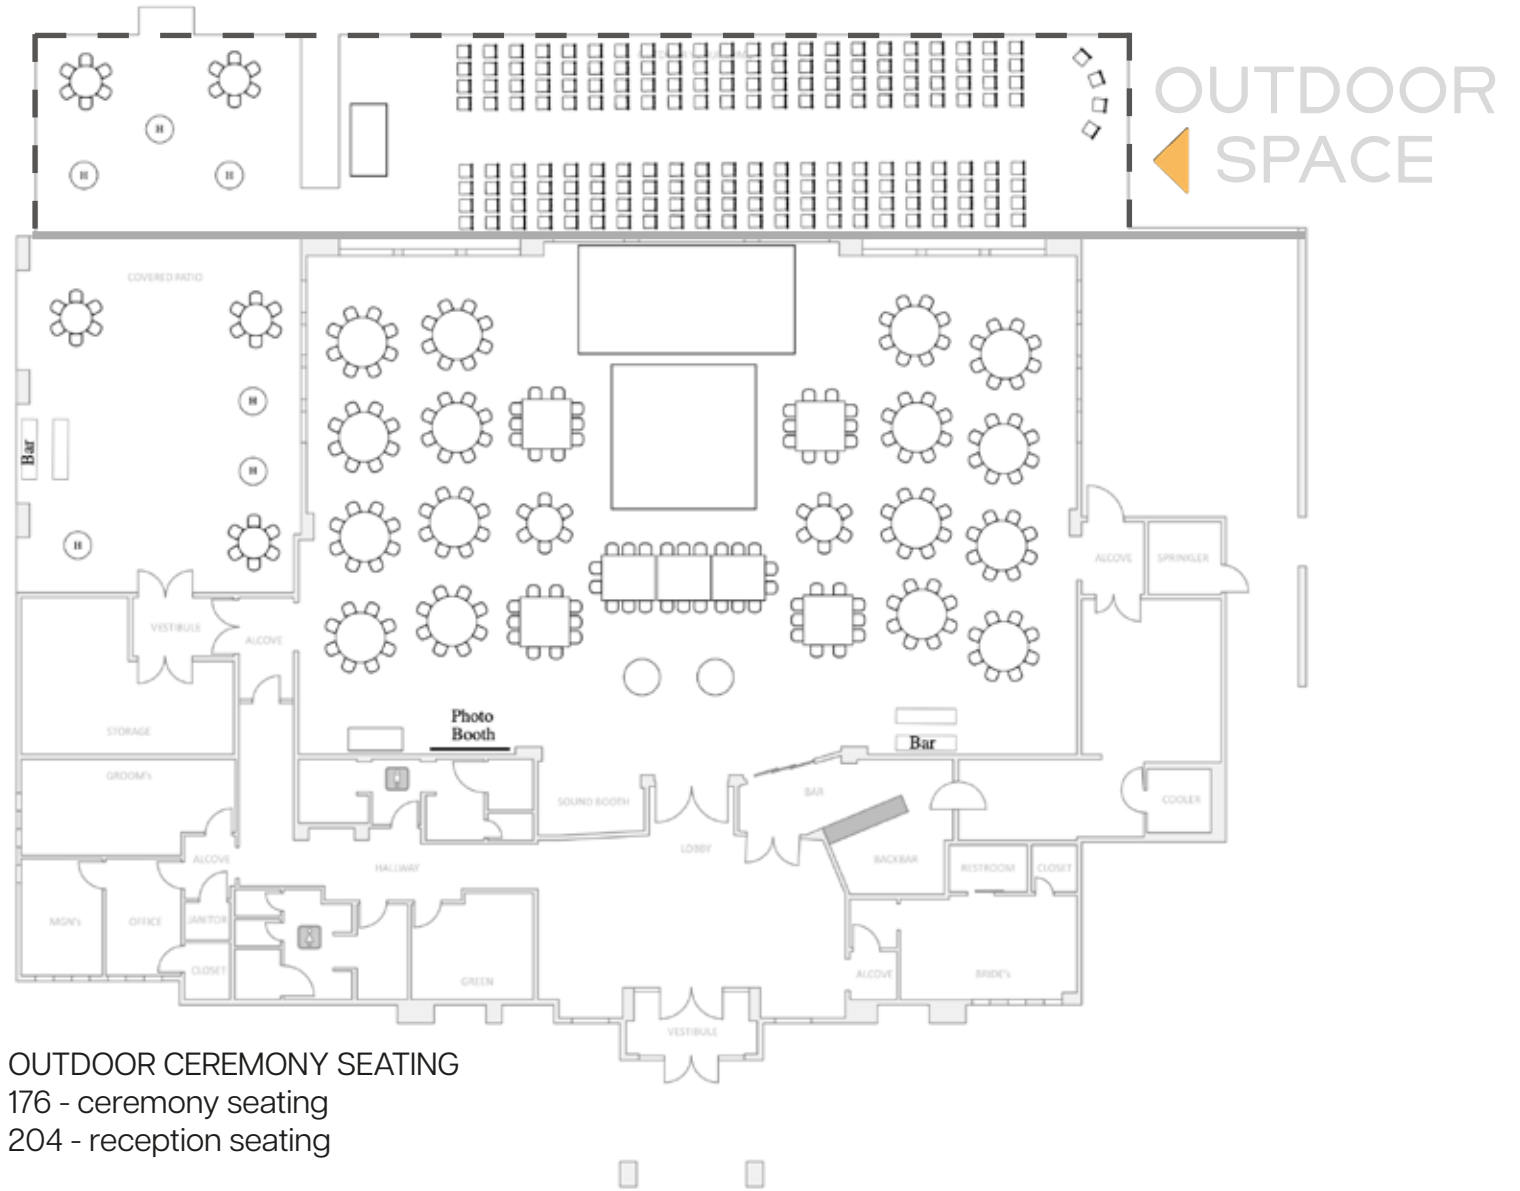 OUTDOOR
SPACE
H
H
H
COVERED PATIO
H
H
H
Bar
ALCOVE
SPRINKLER
VESTIBULE
ALCOVE
STORAGE
Photo
Booth
Bar
GROOM's
SOUND BOOTH
BAR
COOLER
LOBBY
ALCOVE
HALLWAY
BACKBAR
RESTROOM
CLOSET
MGN's
OFFICE
JANITOR
CLOSET
GREEN
ALCOVE
BRIDE's
VESTIBULE
OUTDOOR CEREMONY SEATING
176 - ceremony seating
204 - reception seating